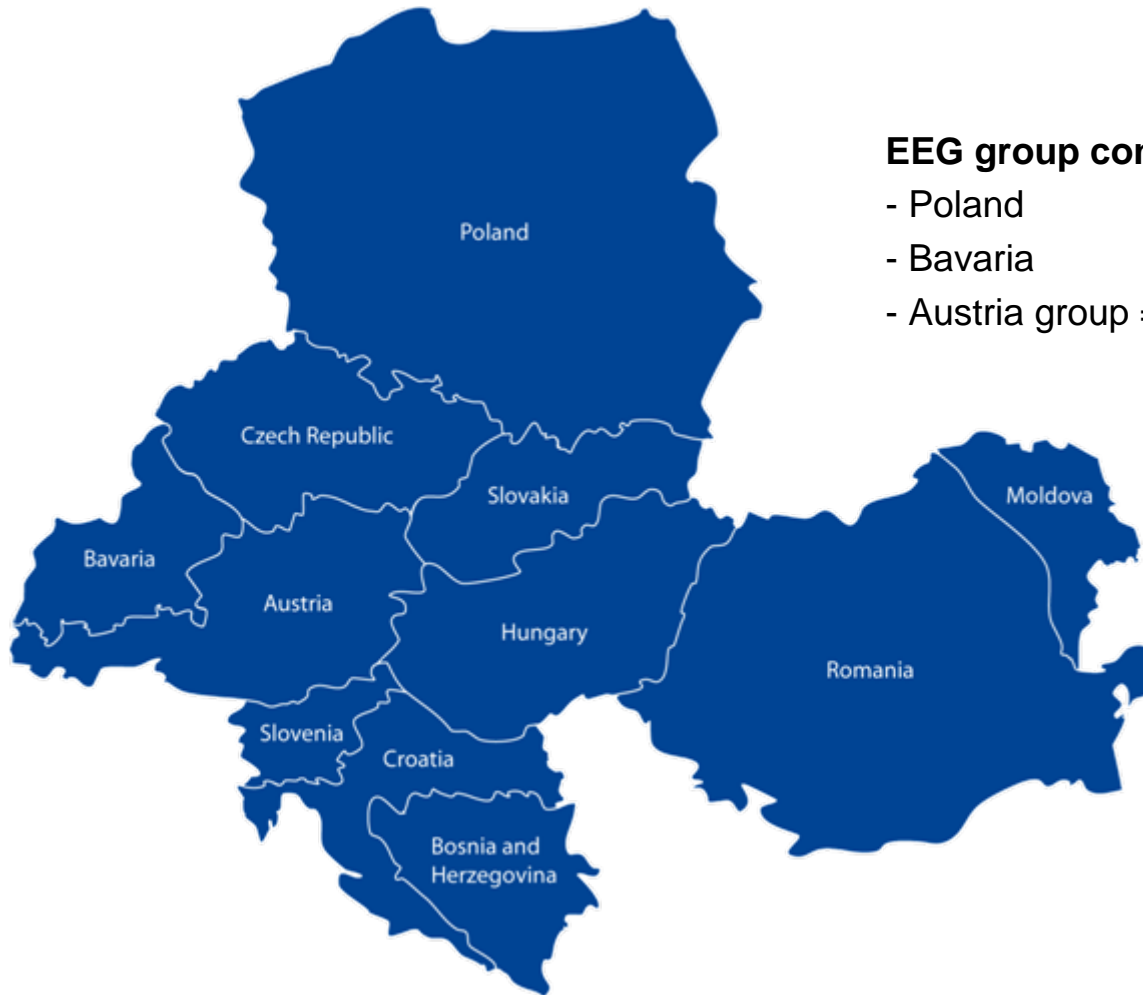 EEG group
- Poland
- Bavaria
- Austria group
Poland
Czech Republic
Slovakia
Moldova
Bavaria
Austria
Hungary
Romania
Slovenia
Croatia
Bosnia and
Herzegovina